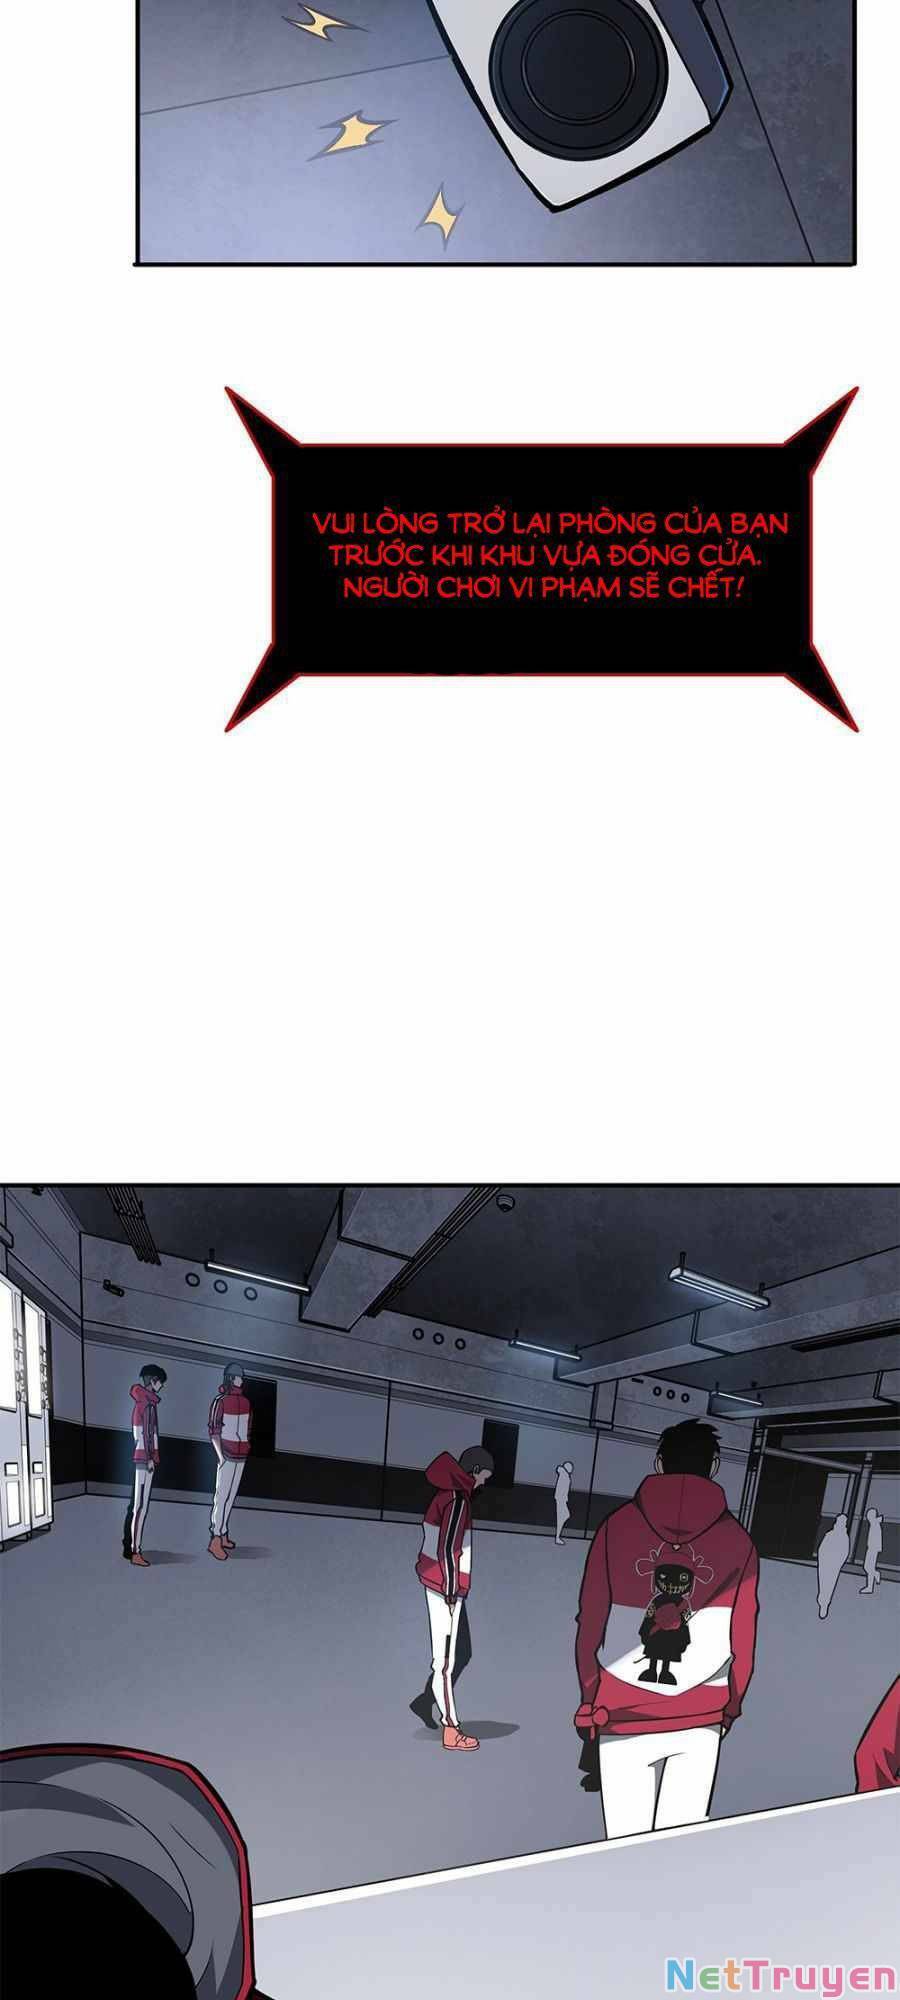 VUI LÒNG TRỞ LẠI PHÒNG CỦA BẠN
TRƯỚC KHI KHU VỰA ĐÓNG CỬA.
NGƯỜI CHƠI VI PHẠM SẼ CHẾT!
NetTruyen